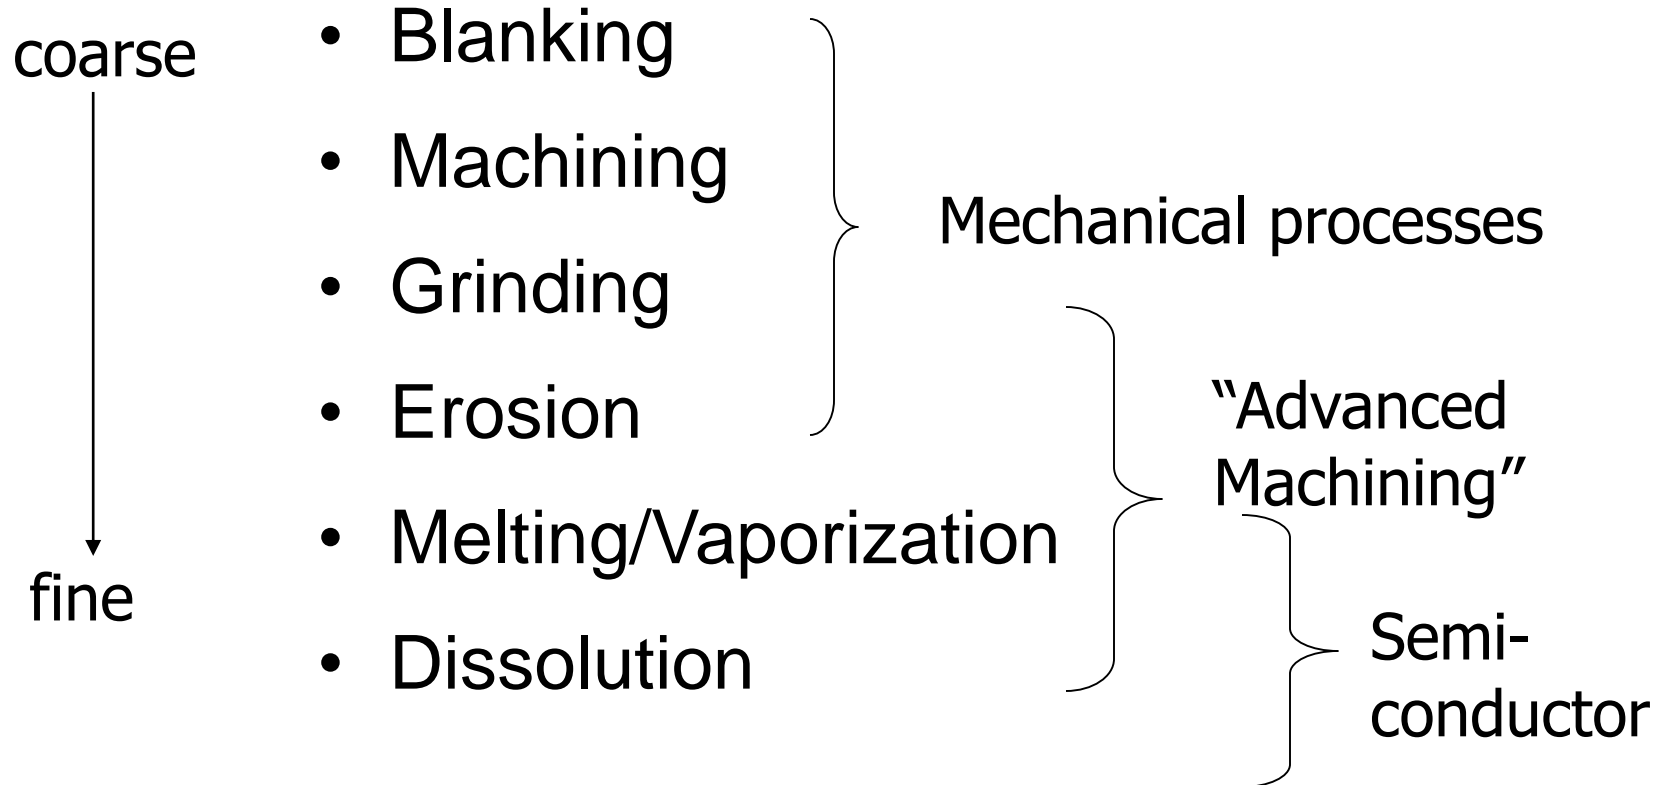 coarse
• Blanking
• Machining
Mechanical processes
• Grinding
• Erosion
“Advanced
Machining”
• Melting/Vaporization
fine
Semi-
• Dissolution
conductor